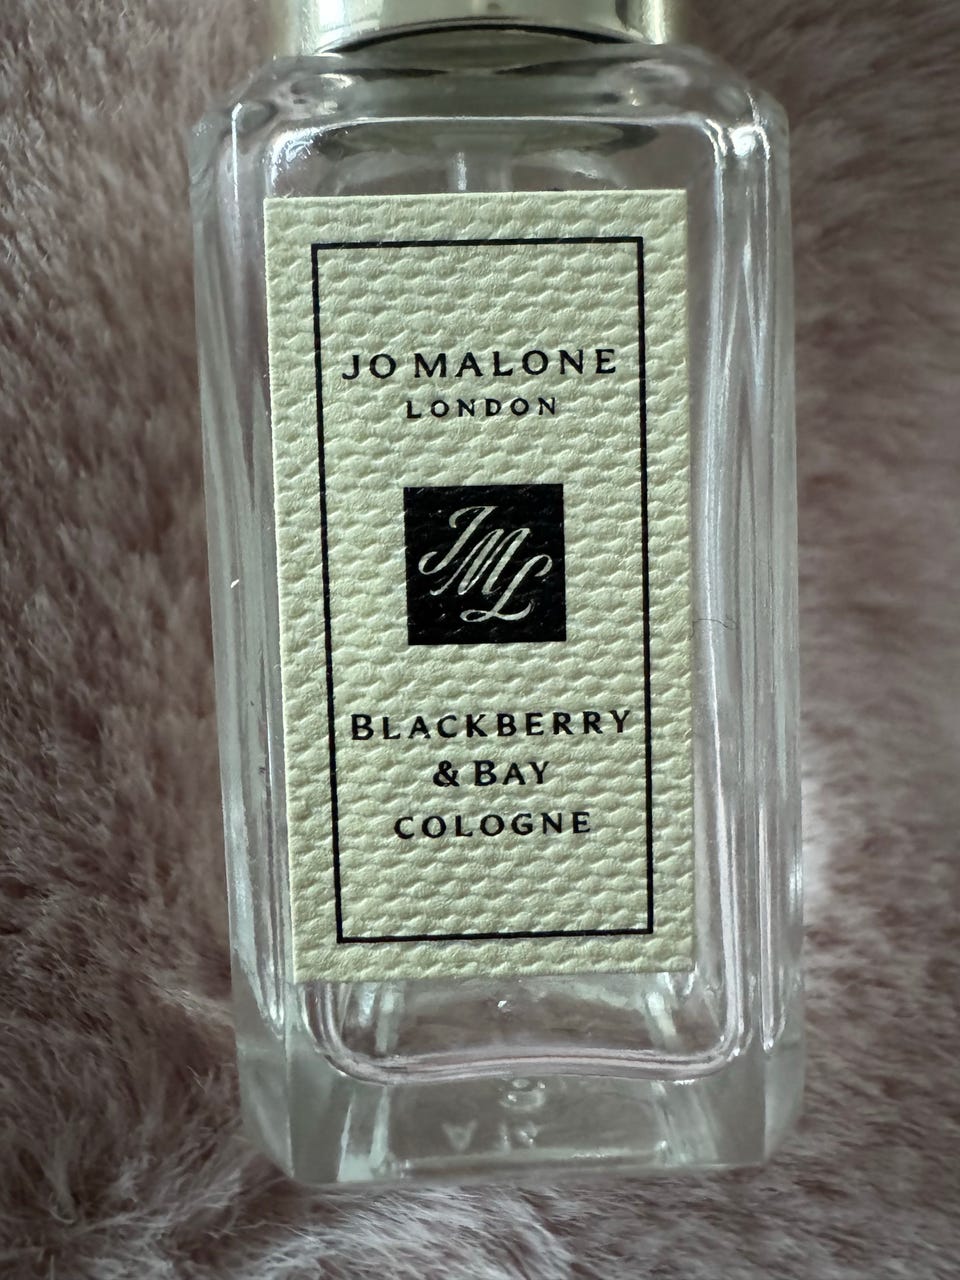 JO MALONE
LONDON
JML
BLACKBERRY
& BAY
COLOGNE